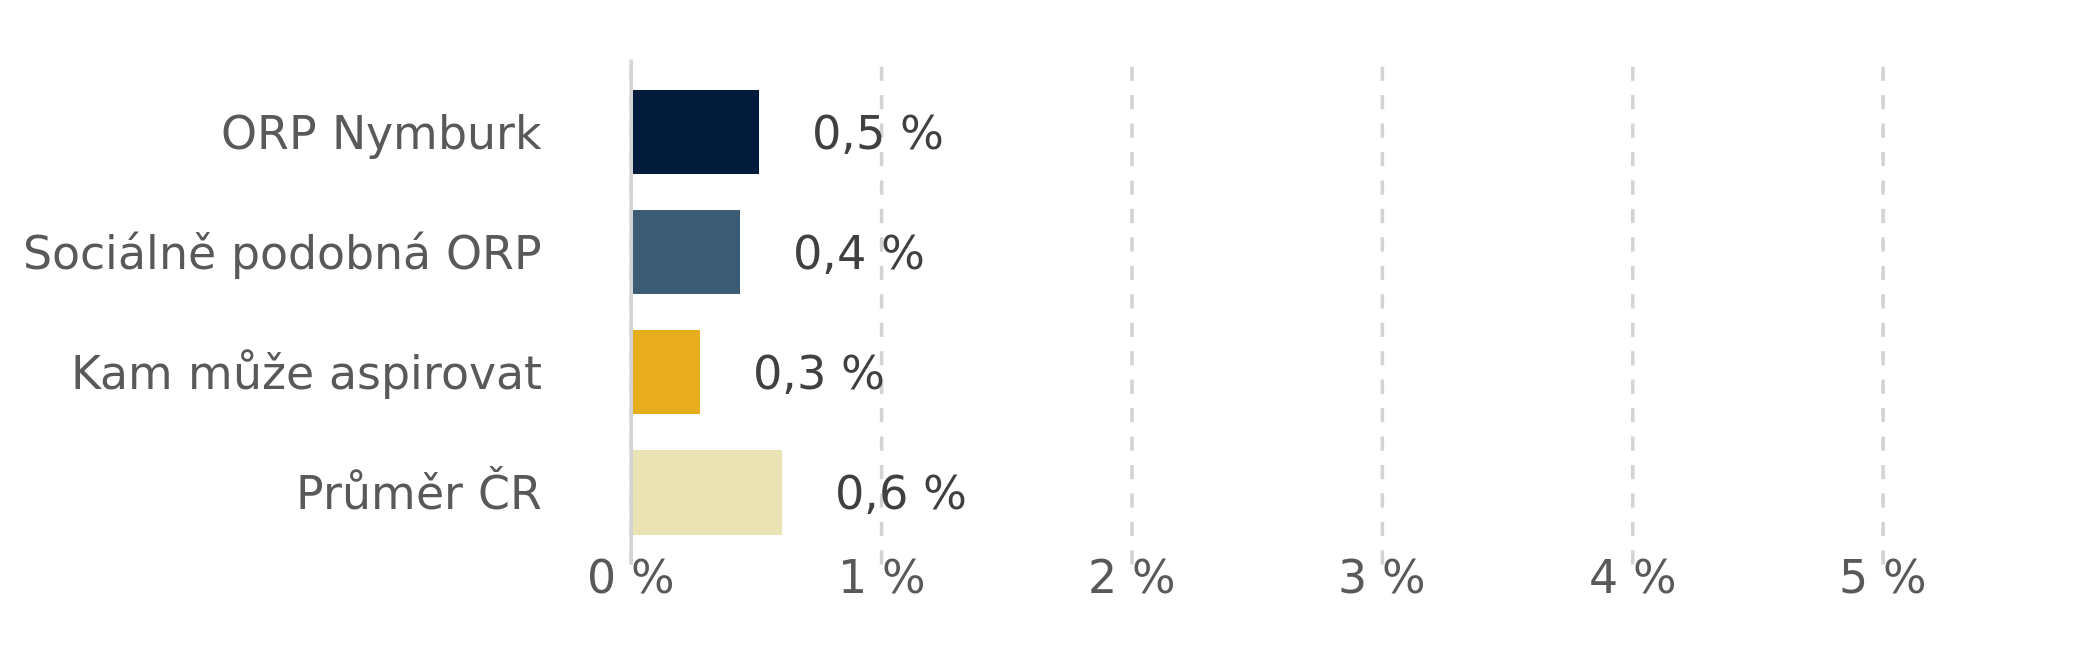 ORP Nymburk 0,5 %
Sociálně podobná ORP 0,4 %
Kam může aspirovat 0,3 %
Průměr ČR 0,6 %
0 % 1 % 2 % 3 % 4 % 5 %